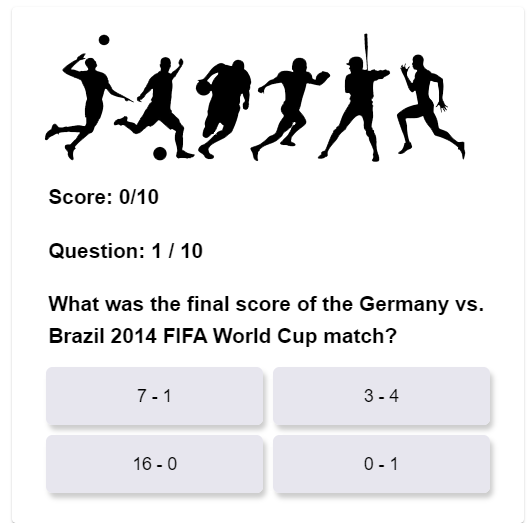 Score: 0/10
Question: 1 / 10
What was the final score of the Germany vs.
Brazil 2014 FIFA World Cup match?
7 - 1
3 - 4
16 - 0
0 - 1